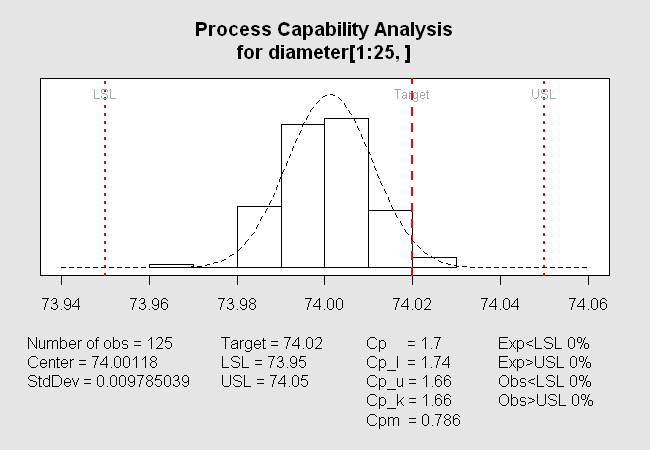 Process Capability Analysis
for diameter[1:25, ]
LSL Target USL
73.94 73.96 73.98 74.00 74.02 74.04 74.06
Number of obs = 125 Target = 74.02 Cp = 1.7 Exp<LSL 0%
Center = 74.00118 LSL = 73.95 Cp_l = 1.74 Exp>USL 0%
StdDev = 0.009785039 USL = 74.05 Cp_u = 1.66 Obs<LSL 0%
Cp_k = 1.66 Obs>USL 0%
Cpm = 0.786